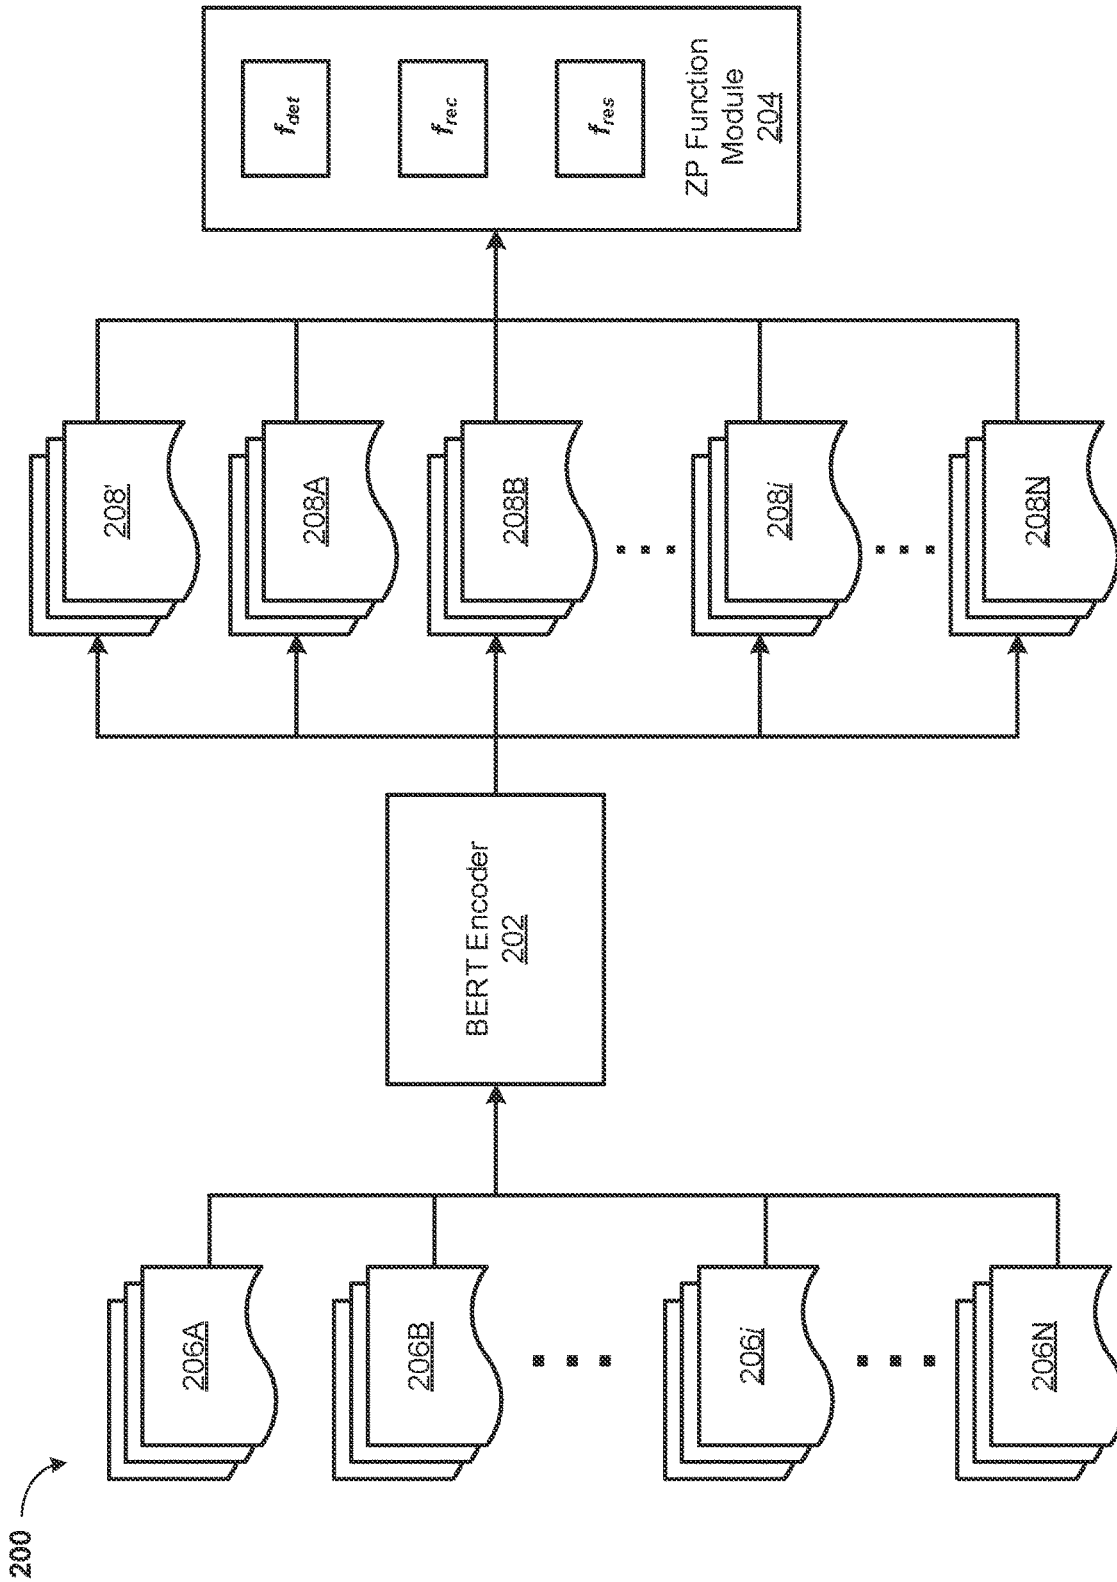 200
206A
206B
206i
206N
BERT Encoder
202
208'
208A
208B
208i
208N
f_det
f_rec
f_res
ZP Function
Module
204